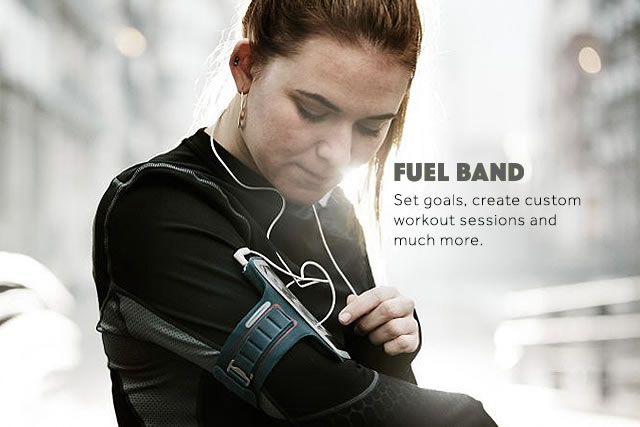 FUEL BAND
Set goals, create custom
workout sessions and
much more.